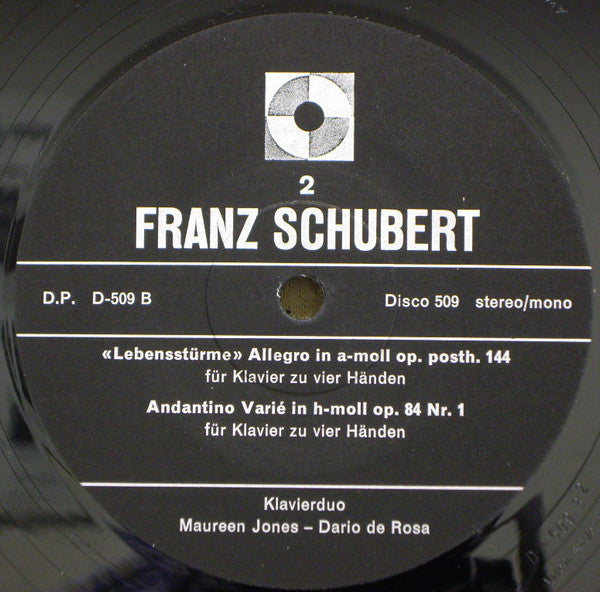 2
FRANZ SCHUBERT
D.P. D-509 B Disco 509 stereo/mono
«Lebensstürme» Allegro in a-moll op. posth. 144
für Klavier zu vier Händen
Andantino Varié in h-moll op. 84 Nr. 1
für Klavier zu vier Händen
Klavierduo
Maureen Jones – Dario de Rosa